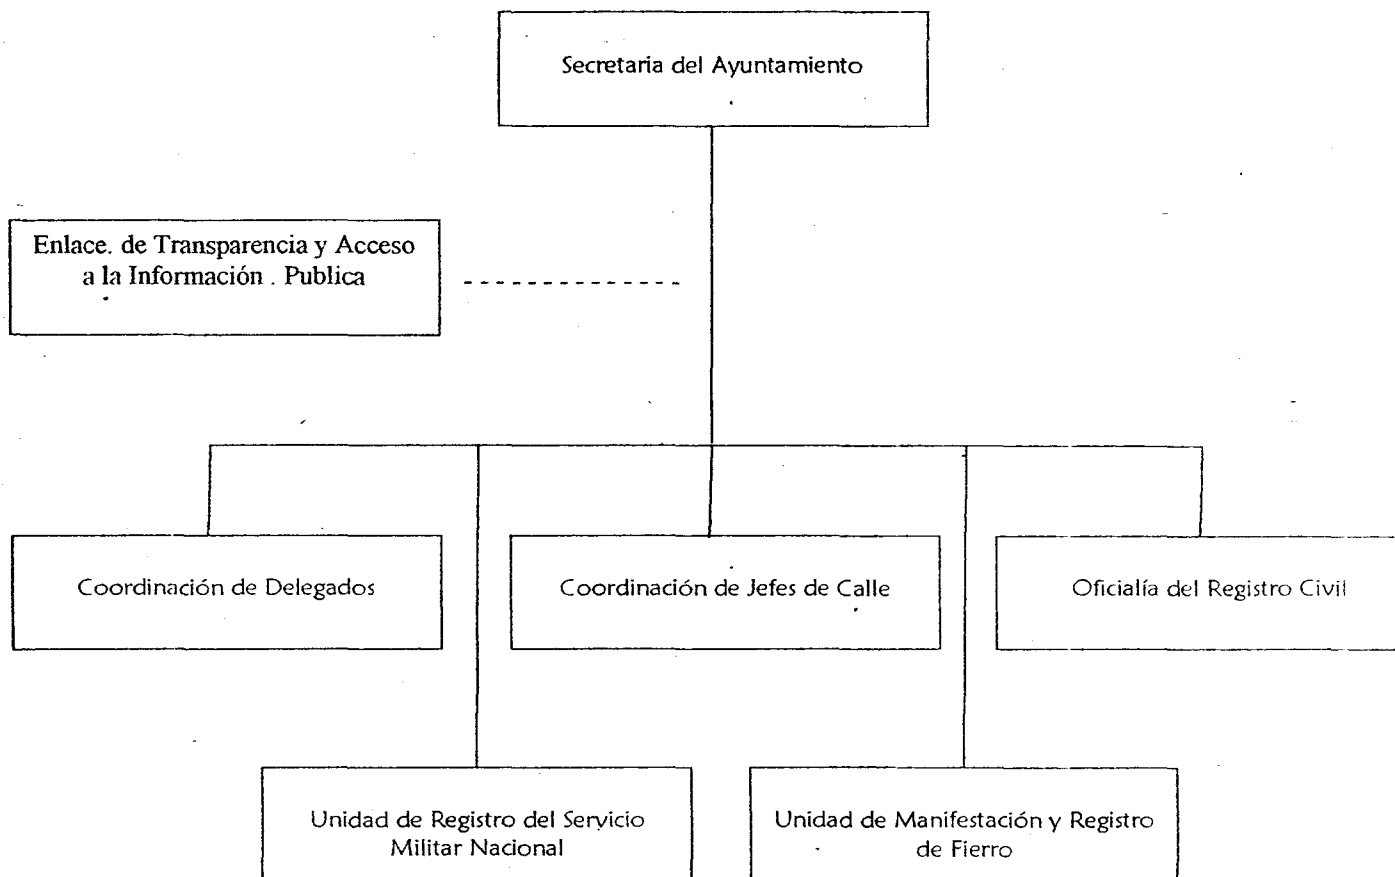 Secretaria del Ayuntamiento
Enlace. de Transparencia y Acceso
a la Información . Publica
Coordinación de Delegados
Coordinación de Jefes de Calle
Oficialía del Registro Civil
Unidad de Registro del Servicio
Militar Nacional
Unidad de Manifestación y Registro
de Fierro